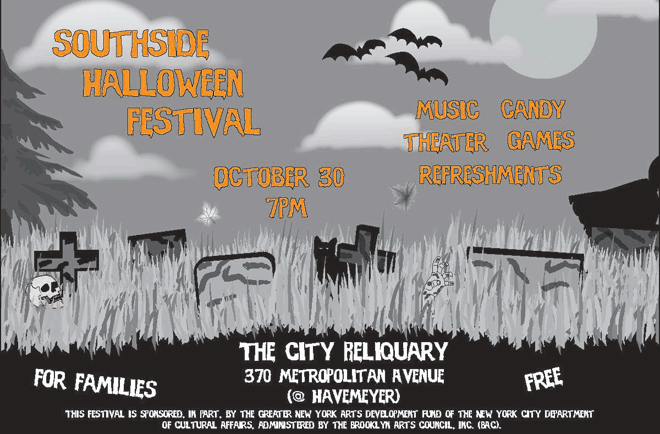 SOUTHSIDE
HALLOWEEN
FESTIVAL
MUSIC CANDY
THEATER GAMES
REFRESHMENTS
OCTOBER 30
7PM
THE CITY RELIQUARY
370 METROPOLITAN AVENUE
(@ HAVEMEYER)
FOR FAMILIES
FREE
THIS FESTIVAL IS SPONSORED, IN PART, BY THE GREATER NEW YORK ARTS DEVELOPMENT FUND OF THE NEW YORK CITY DEPARTMENT
OF CULTURAL AFFAIRS, ADMINISTERED BY THE BROOKLYN ARTS COUNCIL, INC. (BAC).